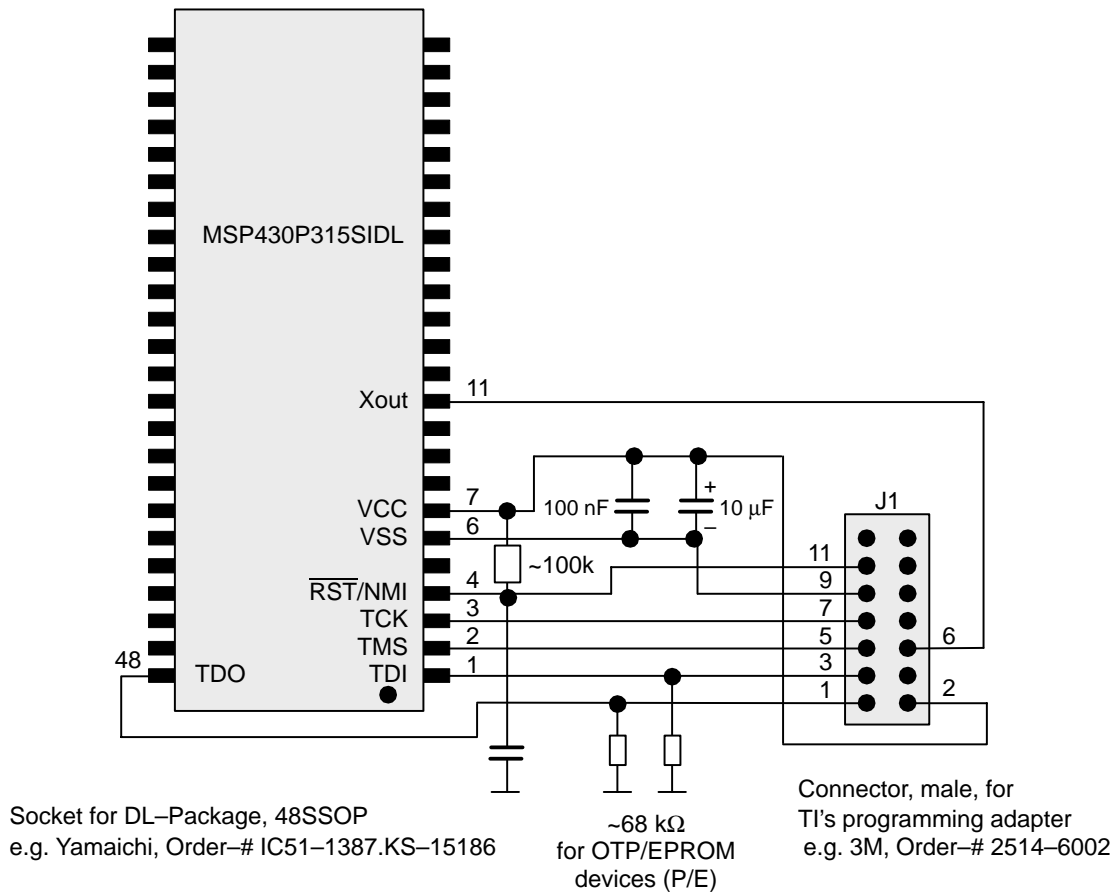 MSP430P315SIDL
Xout
11
VCC
7
100 nF
+
10 μF
–
J1
VSS
6
~100k
11
RST/NMI
4
9
TCK
3
7
TMS
2
5
6
48
TDO
TDI
1
3
1
2
Socket for DL–Package, 48SSOP
e.g. Yamaichi, Order–# IC51–1387.KS–15186
~68 kΩ
for OTP/EPROM
devices (P/E)
Connector, male, for
TI's programming adapter
e.g. 3M, Order–# 2514–6002